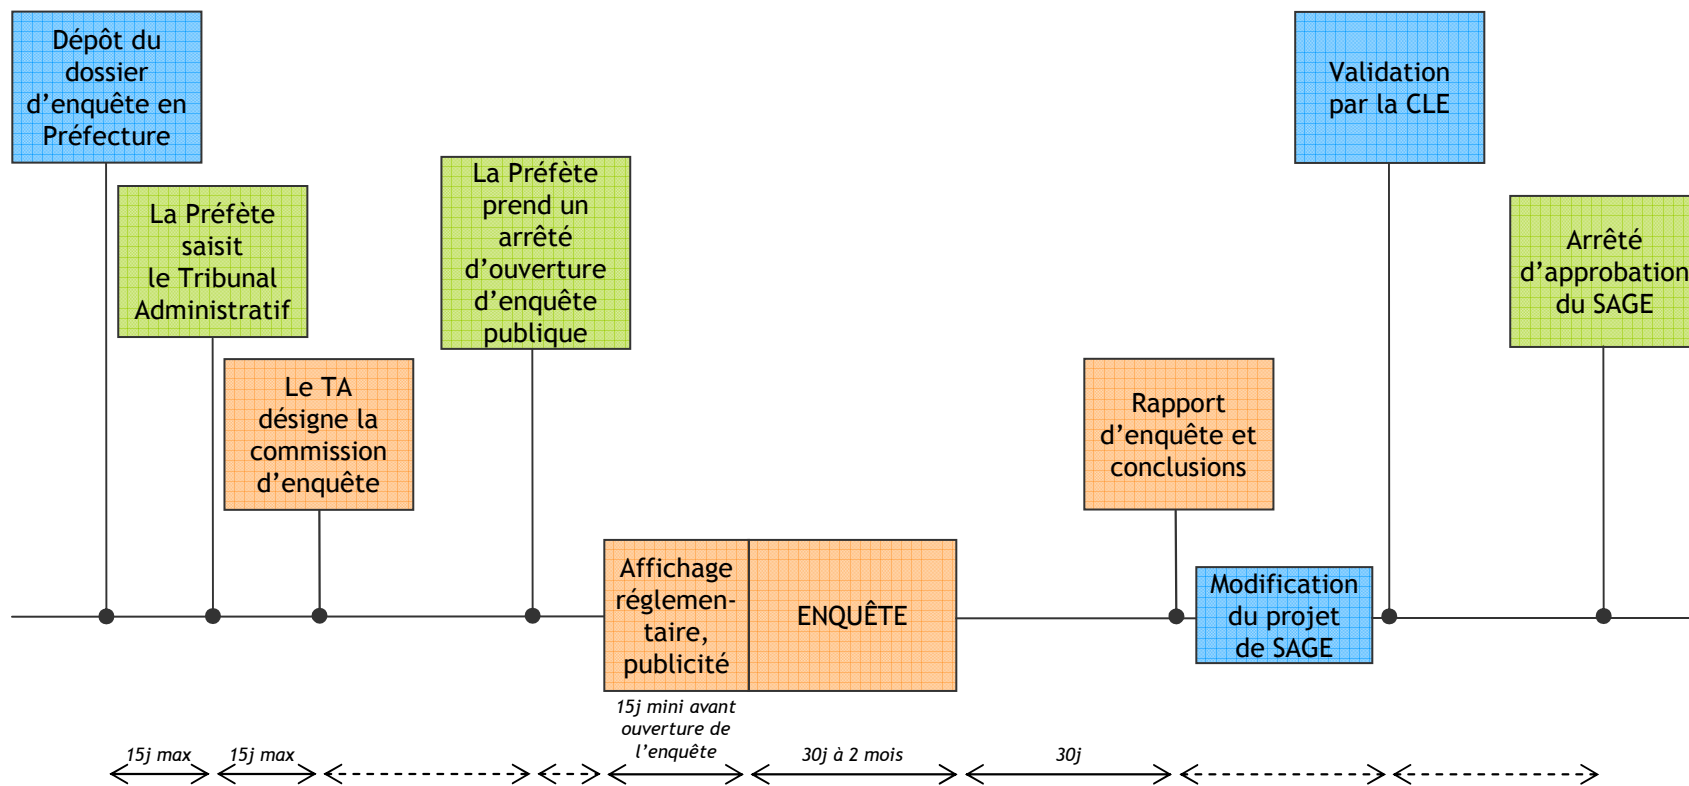 Dépôt du
dossier
d’enquête en
Préfecture
La Préfète
saisit
le Tribunal
Administratif
Le TA
désigne la
commission
d’enquête
La Préfète
prend un
arrêté
d’ouverture
d’enquête
publique
Affichage
réglemen-
taire,
publicité
ENQUÊTE
Rapport
d’enquête et
conclusions
Modification
du projet
de SAGE
Validation
par la CLE
Arrêté
d’approbation
du SAGE
15j max
15j max
15j mini avant
ouverture de
l’enquête
30j à 2 mois
30j